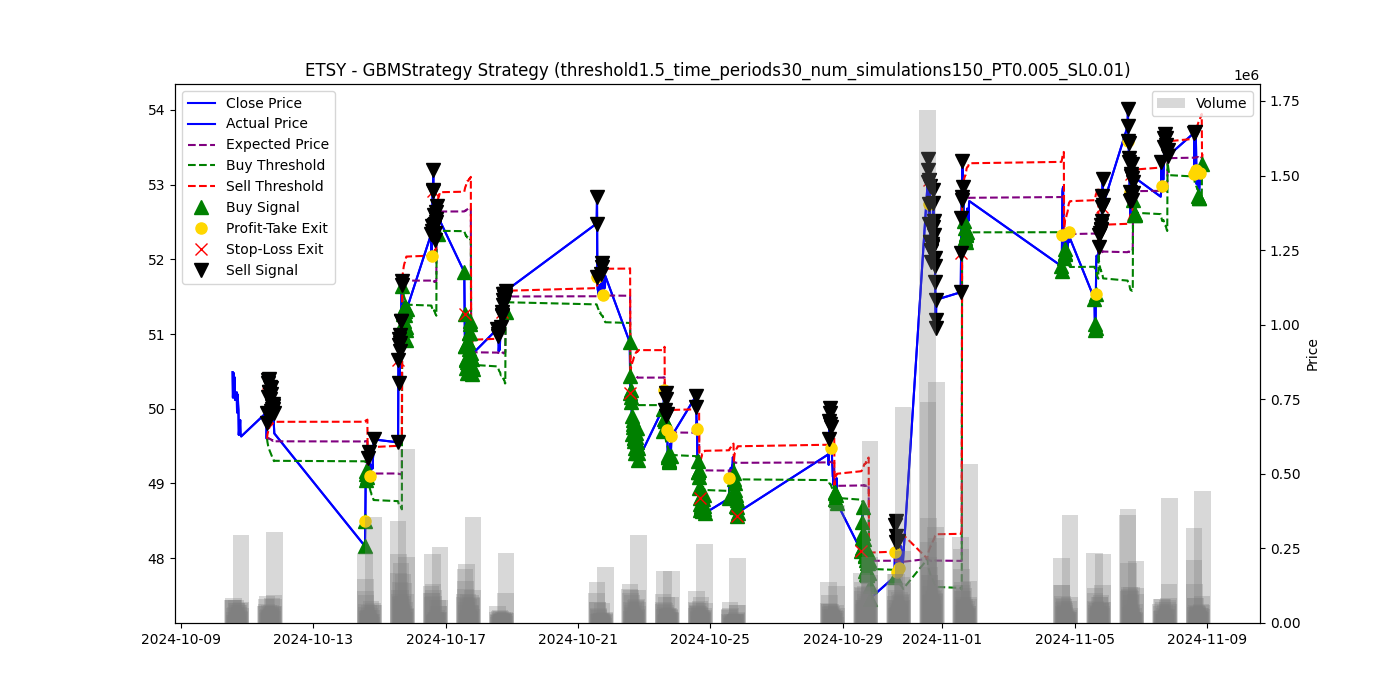 ETSY - GBMStrategy Strategy (threshold1.5_time_periods30_num_simulations150_PT0.005_SL0.01)
1e6
Close Price
Actual Price
Expected Price
Buy Threshold
Sell Threshold
Buy Signal
Profit-Take Exit
Stop-Loss Exit
Sell Signal
Volume
54
53
52
51
50
49
48
1.75
1.50
1.25
1.00
0.75
0.50
0.25
0.00
Price
2024-10-09
2024-10-13
2024-10-17
2024-10-21
2024-10-25
2024-10-29
2024-11-01
2024-11-05
2024-11-09